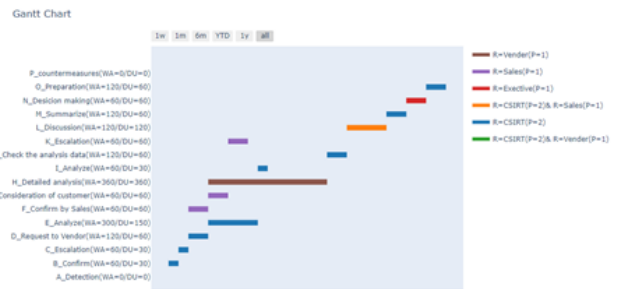 Gantt Chart
1w 1m 6m YTD 1y all
P_countermeasures(WA=0/DU=0)
O_Preparation(WA=120/DU=60)
N_Desicion making(WA=60/DU=60)
M_Summarize(WA=120/DU=60)
L_Discussion(WA=120/DU=120)
K_Escalation(WA=60/DU=60)
_Check the analysis data(WA=120/DU=60)
I_Analyze(WA=60/DU=30)
H_Detailed analysis(WA=360/DU=360)
Consideration of customer(WA=60/DU=60)
F_Confirm by Sales(WA=60/DU=60)
E_Analyze(WA=300/DU=150)
D_Request to Vendor(WA=120/DU=60)
C_Escalation(WA=60/DU=30)
B_Confirm(WA=60/DU=30)
A_Detection(WA=0/DU=0)
R=Vender(P=1)
R=Sales(P=1)
R=Exective(P=1)
R=CSIRT(P=2)& R=Sales(P=1)
R=CSIRT(P=2)
R=CSIRT(P=2)& R=Vender(P=1)